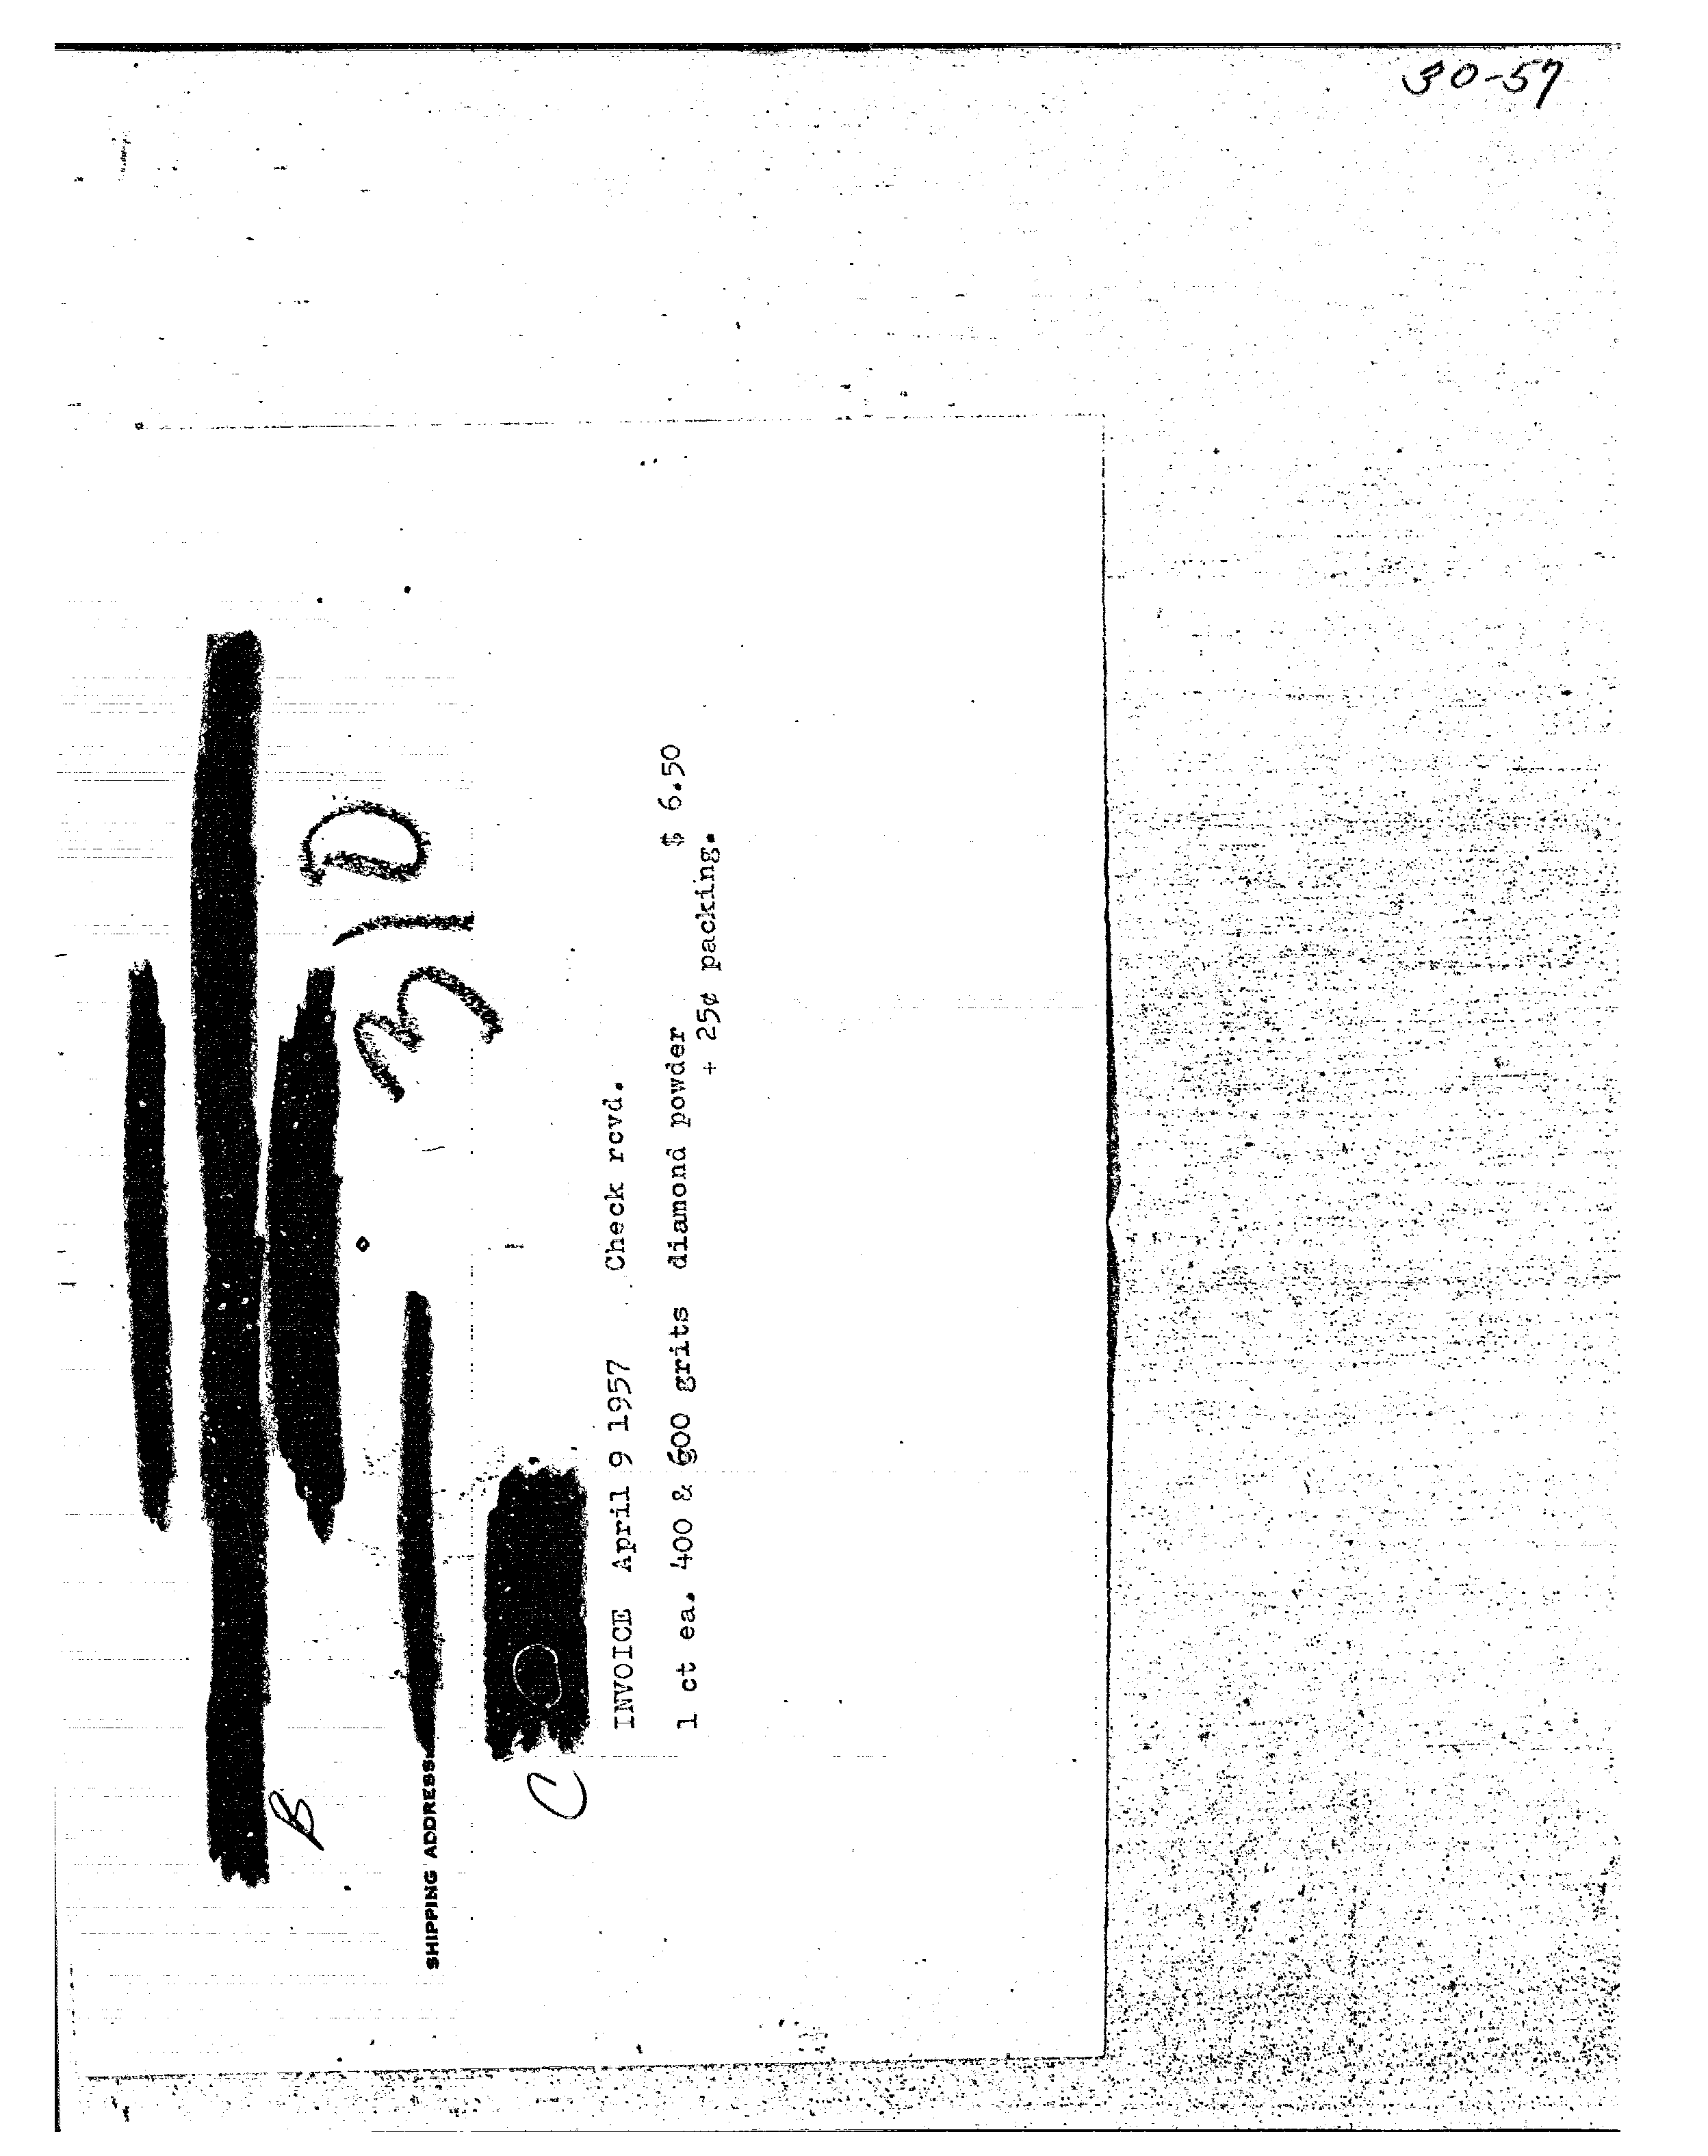 30-57
31 D
B
SHIPPING ADDRESS
C
INVOICE April 9 1957 Check rcvd.
1 ct ea. 400 & 600 grits diamond powder $ 6.50
+ 25¢ packing.